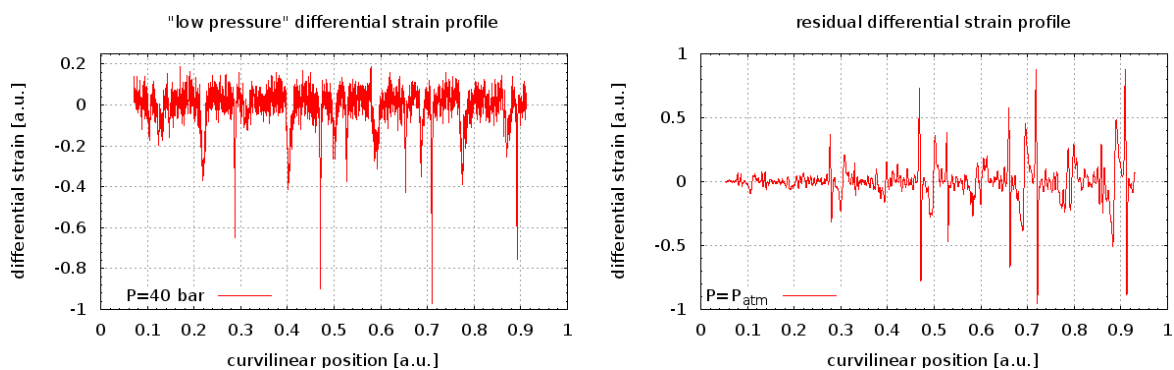 "low pressure" differential strain profile
differential strain [a.u.]
0.2
0
-0.2
-0.4
-0.6
-0.8
-1
P=40 bar
0 0.1 0.2 0.3 0.4 0.5 0.6 0.7 0.8 0.9 1
curvilinear position [a.u.]
residual differential strain profile
differential strain [a.u.]
1
0.5
0
-0.5
-1
P=Patm
0 0.1 0.2 0.3 0.4 0.5 0.6 0.7 0.8 0.9 1
curvilinear position [a.u.]